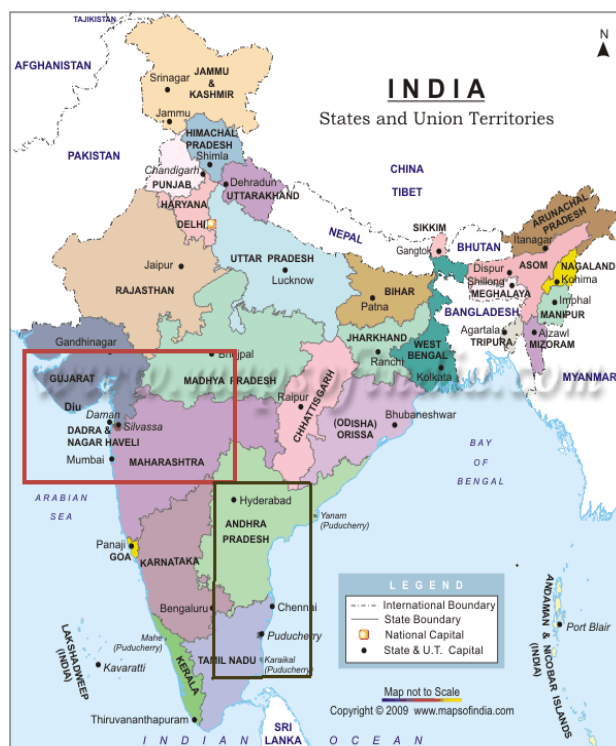 TAJIKISTAN
AFGHANISTAN
N
INDIA
States and Union Territories
JAMMU
&
KASHMIR
Srinagar
Jammu
HIMACHAL
PRADESH
Shimla
PAKISTAN
Chandigarh
PUNJAB
Dehradun
UTTARAKHAND
CHINA
TIBET
HARYANA
DELHI
ARUNACHAL
PRADESH
Itanagar
SIKKIM
NEPAL
Gangtok
BHUTAN
Jaipur
RAJASTHAN
UTTAR PRADESH
Lucknow
BIHAR
Patna
Dispur
ASOM
NAGALAND
Kohima
Shillong
MEGHALAYA
Imphal
MANIPUR
BANGLADESH
Agartala
TRIPURA
Aizawl
MIZORAM
MYANMAR
Gandhinagar
GUJARAT
Bhopal
MADHYA PRADESH
JHARKHAND
Ranchi
WEST
BENGAL
Kolkata
www.mapsofindia.com
Diu
Daman
Silvassa
DADRA &
NAGAR HAVELI
Mumbai
MAHARASHTRA
Raipur
CHHATTISGARH
(ODISHA)
ORISSA
Bhubaneshwar
ARABIAN
SEA
BAY
OF
BENGAL
Hyderabad
ANDHRA
PRADESH
Yanam
(Puducherry)
Panaji
GOA
KARNATAKA
Bengaluru
Chennai
Mahe
(Puducherry)
Puducherry
TAMIL NADU
Karaikal
(Puducherry)
KERALA
LAKSHADWEEP
(INDIA)
Kavaratti
Thiruvananthapuram
SRI
LANKA
INDIAN OCEAN
ANDAMAN & NICOBAR ISLANDS
(INDIA)
Port Blair
LEGEND
International Boundary
State Boundary
National Capital
State & U.T. Capital
Map not to Scale
Copyright © 2009 www.mapsofindia.com